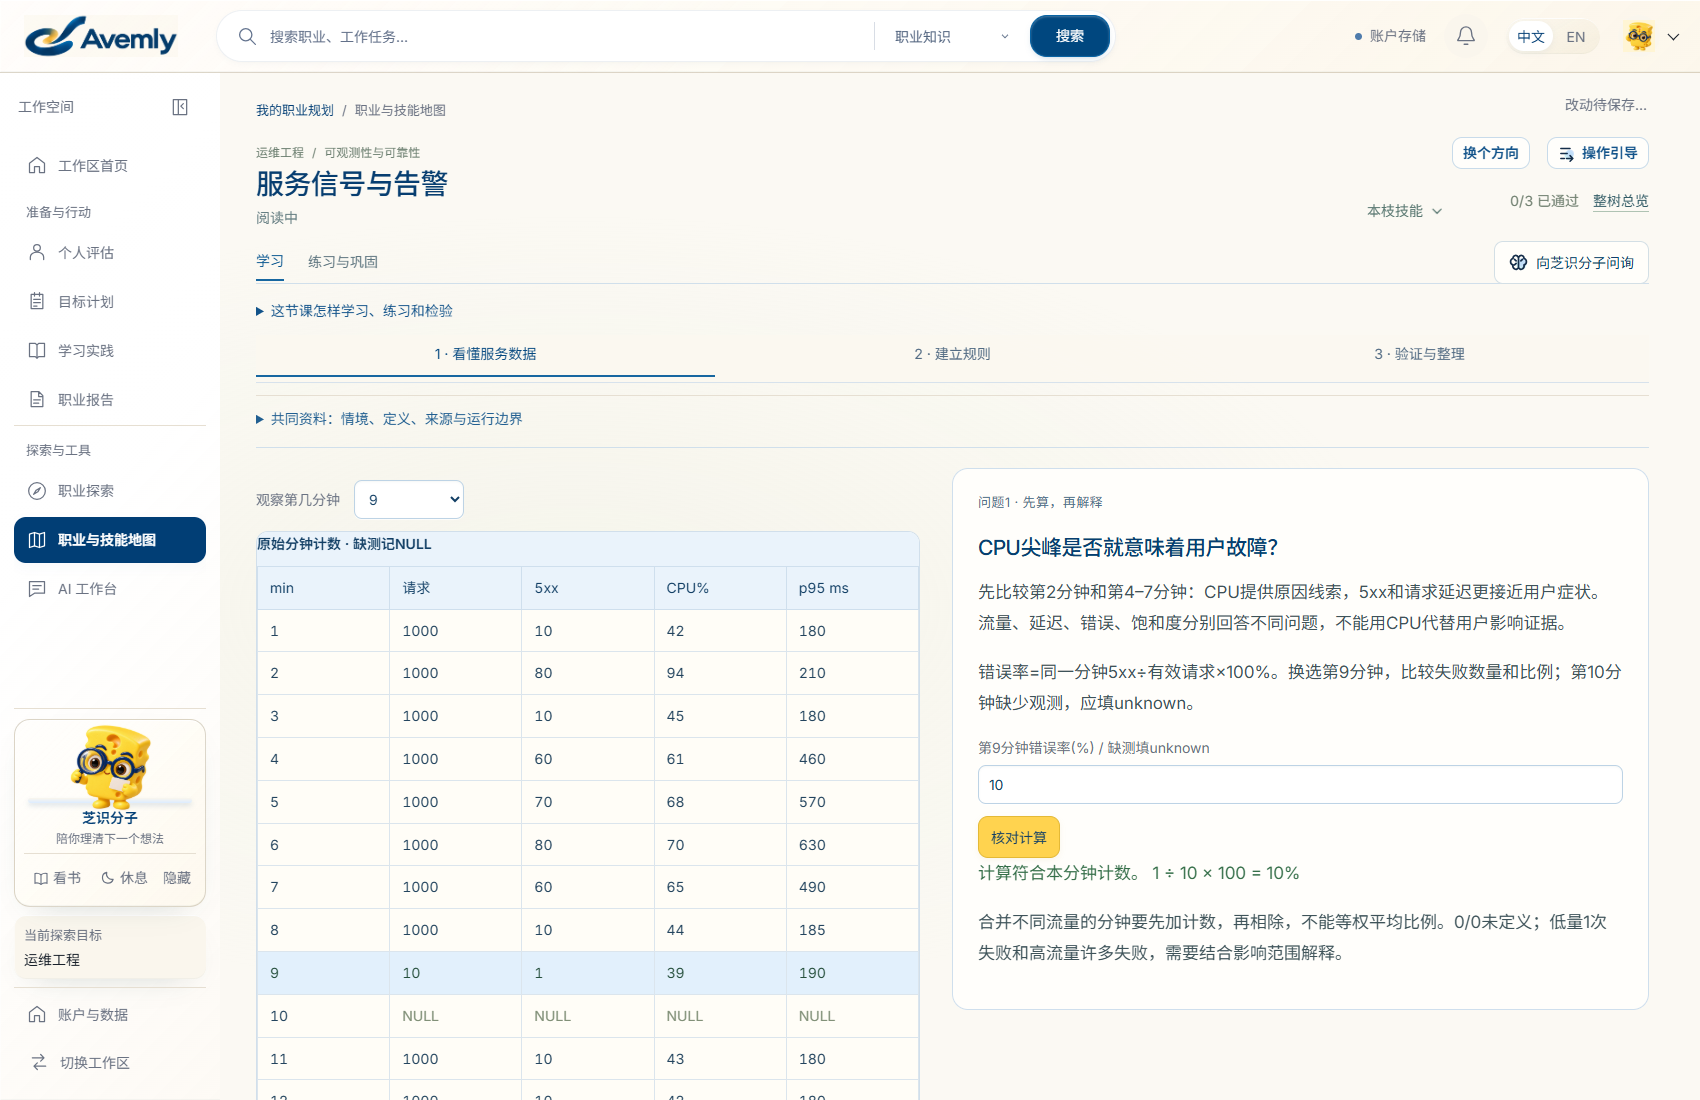 Avemly
搜索职业、工作任务...
职业知识
搜索
账户存储
中文
EN
工作空间
工作区首页
准备与行动
个人评估
目标计划
学习实践
职业报告
探索与工具
职业探索
职业与技能地图
AI 工作台
芝识分子
陪你理清下一个想法
看书 休息 隐藏
当前探索目标
运维工程
账户与数据
切换工作区
我的职业规划 / 职业与技能地图
改动待保存...
运维工程 / 可观测性与可靠性
服务信号与告警
阅读中
换个方向
操作引导
本枝技能
0/3 已通过 整树总览
学习 练习与巩固
向芝识分子问询
这节课怎样学习、练习和检验
1 · 看懂服务数据
2 · 建立规则
3 · 验证与整理
共同资料：情境、定义、来源与运行边界
观察第几分钟 9
原始分钟计数 · 缺测记NULL
min 请求 5xx CPU% p95 ms
1 1000 10 42 180
2 1000 80 94 210
3 1000 10 45 180
4 1000 60 61 460
5 1000 70 68 570
6 1000 80 70 630
7 1000 60 65 490
8 1000 10 44 185
9 10 1 39 190
10 NULL NULL NULL NULL
11 1000 10 43 180
12 1000 10 42 180
问题1 · 先算，再解释
CPU尖峰是否就意味着用户故障？
先比较第2分钟和第4–7分钟：CPU提供原因线索，5xx和请求延迟更接近用户症状。
流量、延迟、错误、饱和度分别回答不同问题，不能用CPU代替用户影响证据。
错误率=同一分钟5xx÷有效请求×100%。换选第9分钟，比较失败数量和比例；第10分
钟缺少观测，应填unknown。
第9分钟错误率(%) / 缺测填unknown
10
核对计算
计算符合本分钟计数。 1 ÷ 10 × 100 = 10%
合并不同流量的分钟要先加计数，再相除，不能等权平均比例。0/0未定义；低量1次
失败和高流量许多失败，需要结合影响范围解释。